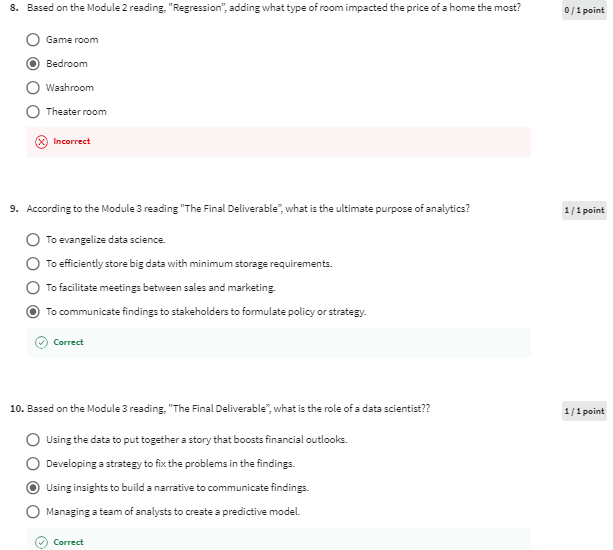 8. Based on the Module 2 reading, "Regression", adding what type of room impacted the price of a home the most?
0 / 1 point
Game room
Bedroom
Washroom
Theater room
Incorrect
9. According to the Module 3 reading "The Final Deliverable", what is the ultimate purpose of analytics?
1 / 1 point
To evangelize data science.
To efficiently store big data with minimum storage requirements.
To facilitate meetings between sales and marketing.
To communicate findings to stakeholders to formulate policy or strategy.
Correct
10. Based on the Module 3 reading, "The Final Deliverable", what is the role of a data scientist??
1 / 1 point
Using the data to put together a story that boosts financial outlooks.
Developing a strategy to fix the problems in the findings.
Using insights to build a narrative to communicate findings.
Managing a team of analysts to create a predictive model.
Correct